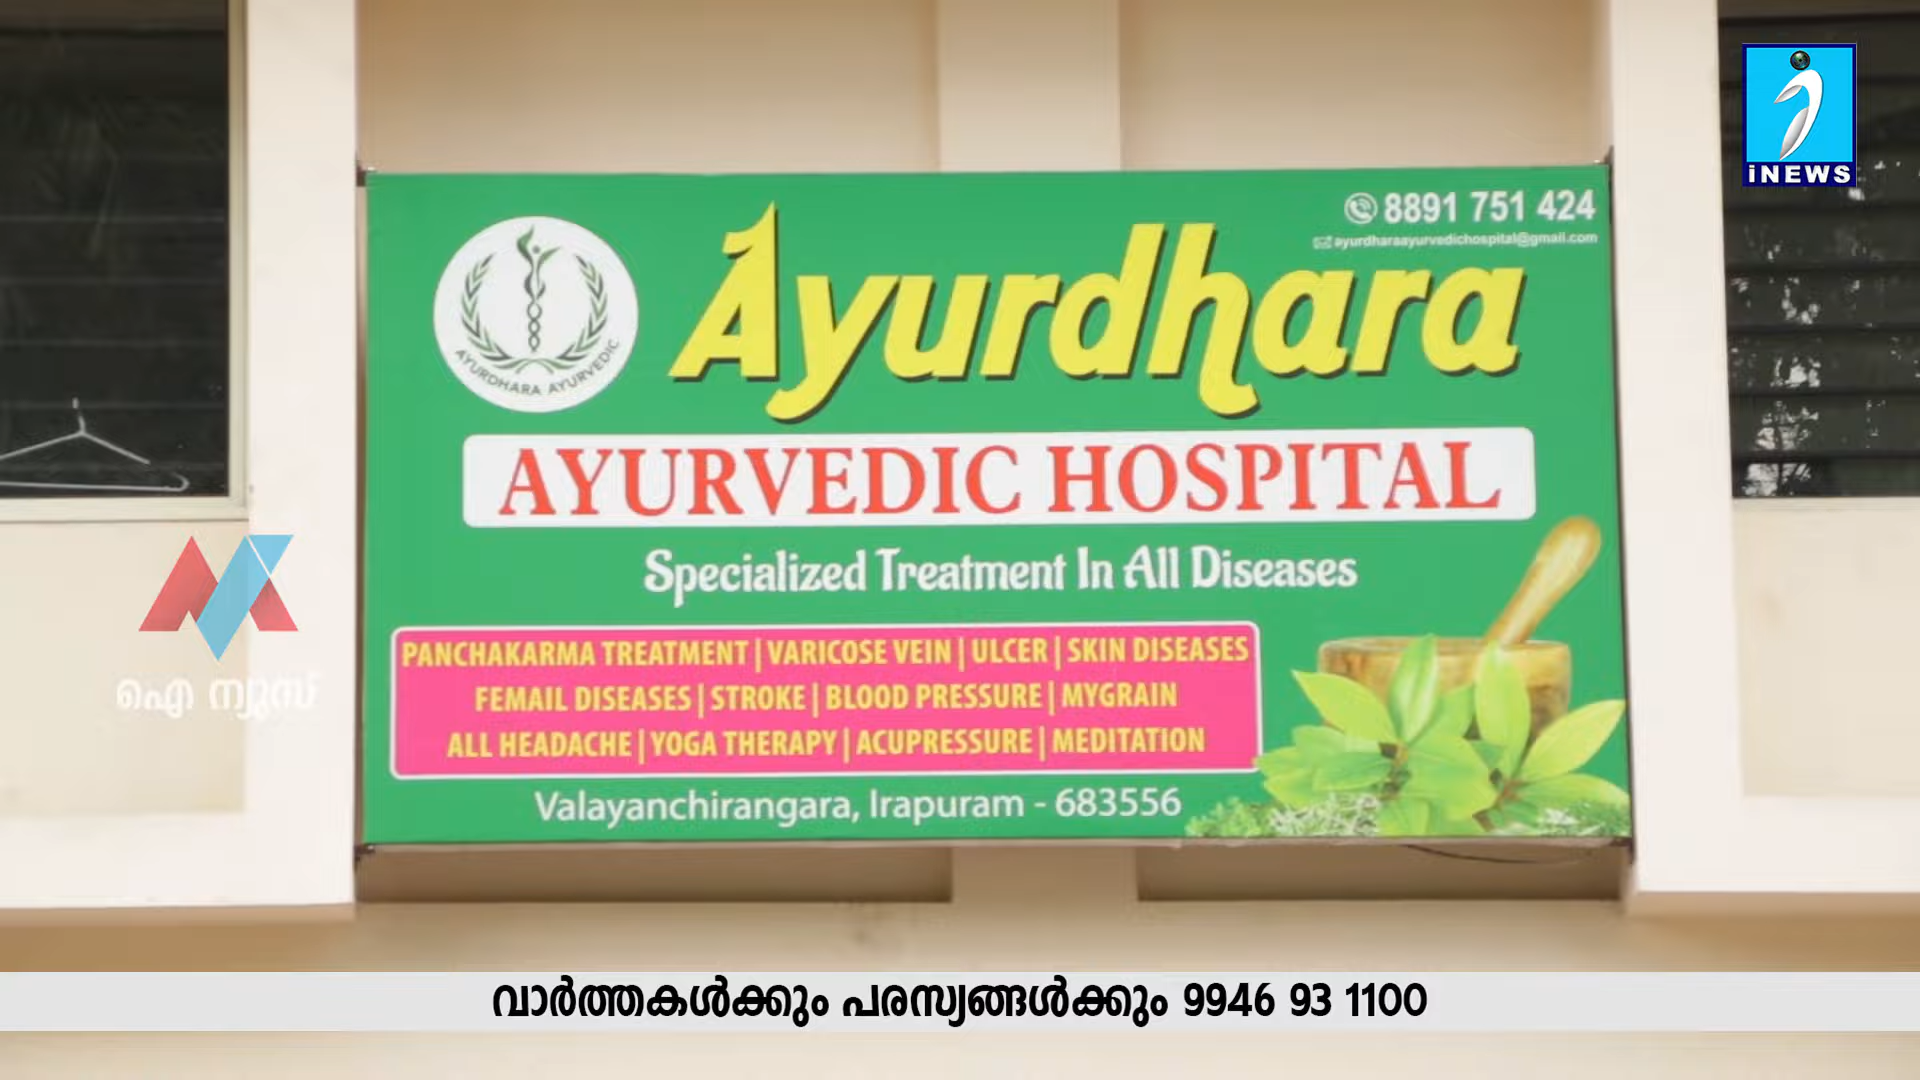 iNEWS
8891 751 424
ayurdharaayurvedichospital@gmail.com
Ayurdhara
AYURDHARA AYURVEDIC
AYURVEDIC HOSPITAL
Specialized Treatment In All Diseases
PANCHAKARMA TREATMENT | VARICOSE VEIN | ULCER | SKIN DISEASES
FEMAIL DISEASES | STROKE | BLOOD PRESSURE | MYGRAIN
ALL HEADACHE | YOGA THERAPY | ACUPRESSURE | MEDITATION
Valayanchirangara, Irapuram - 683556
ഐ ന്യൂസ്
വാർത്തകൾക്കും പരസ്യങ്ങൾക്കും 9946 93 1100